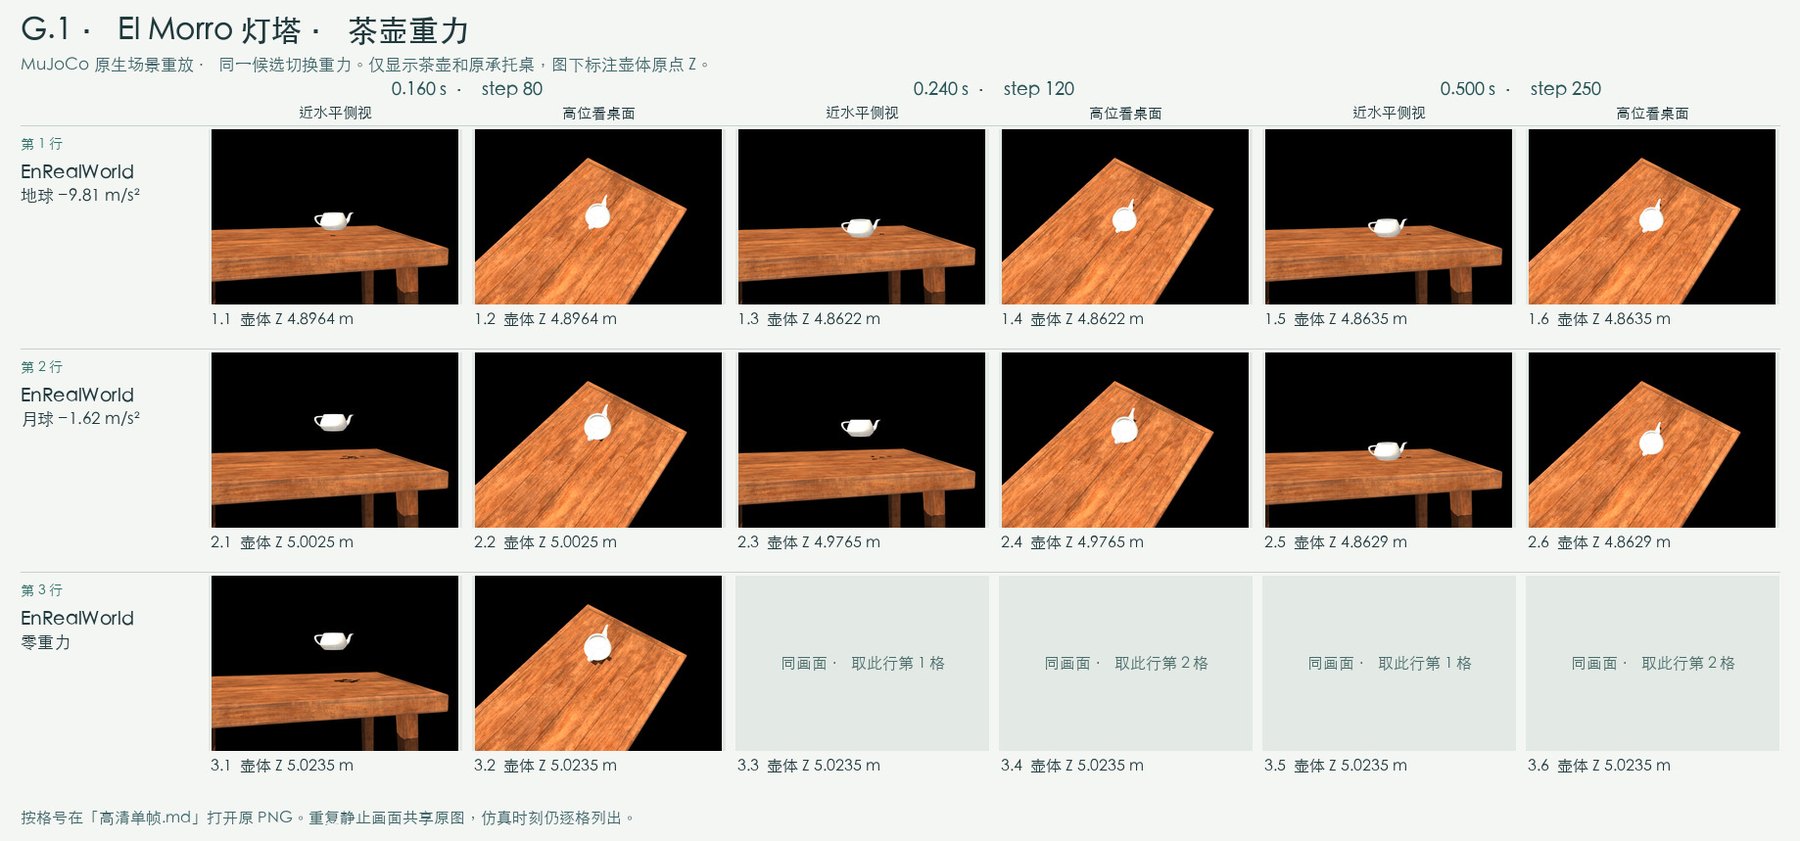 G.1 · El Morro 灯塔 · 茶壶重力
MuJoCo 原生场景重放 · 同一候选切换重力。仅显示茶壶和原承托桌，图下标注壶体原点 Z。
0.160 s · step 80
0.240 s · step 120
0.500 s · step 250
近水平侧视
高位看桌面
近水平侧视
高位看桌面
近水平侧视
高位看桌面
第 1 行
EnRealWorld
地球 −9.81 m/s²
1.1 壶体 Z 4.8964 m
1.2 壶体 Z 4.8964 m
1.3 壶体 Z 4.8622 m
1.4 壶体 Z 4.8622 m
1.5 壶体 Z 4.8635 m
1.6 壶体 Z 4.8635 m
第 2 行
EnRealWorld
月球 −1.62 m/s²
2.1 壶体 Z 5.0025 m
2.2 壶体 Z 5.0025 m
2.3 壶体 Z 4.9765 m
2.4 壶体 Z 4.9765 m
2.5 壶体 Z 4.8629 m
2.6 壶体 Z 4.8629 m
第 3 行
EnRealWorld
零重力
同画面 · 取此行第 1 格
同画面 · 取此行第 2 格
同画面 · 取此行第 1 格
同画面 · 取此行第 2 格
3.1 壶体 Z 5.0235 m
3.2 壶体 Z 5.0235 m
3.3 壶体 Z 5.0235 m
3.4 壶体 Z 5.0235 m
3.5 壶体 Z 5.0235 m
3.6 壶体 Z 5.0235 m
按格号在「高清单帧.md」打开原 PNG。重复静止画面共享原图，仿真时刻仍逐格列出。